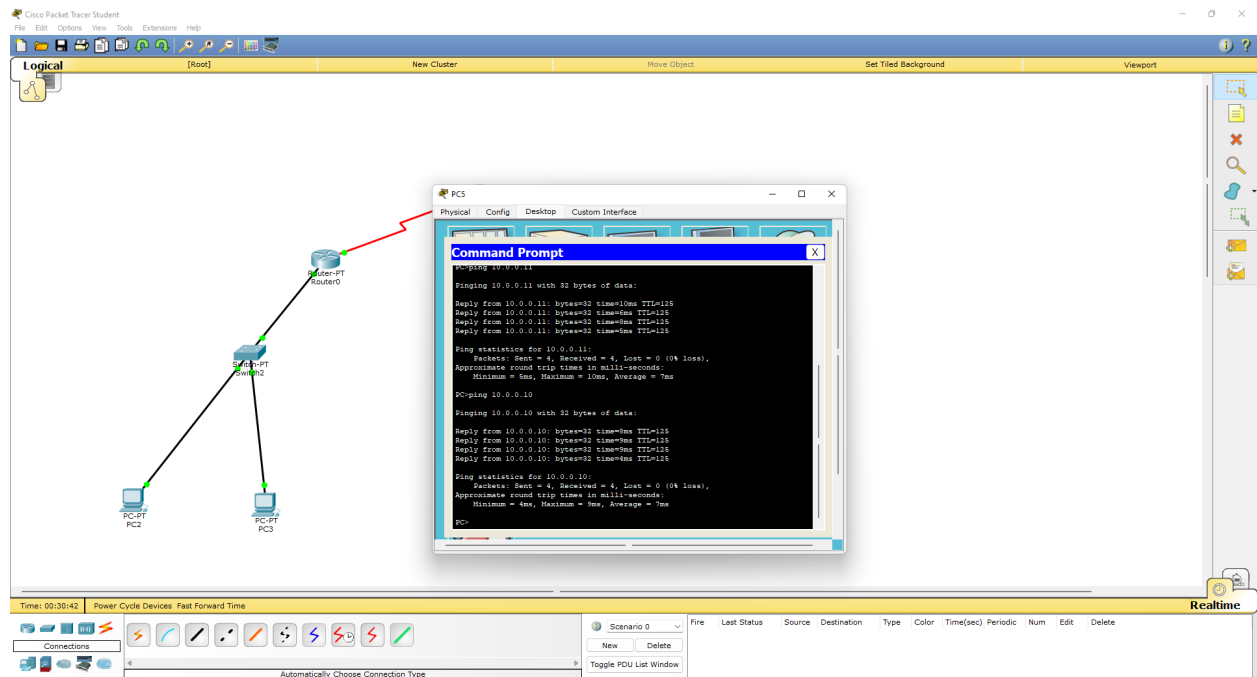 Cisco Packet Tracer Student
File Edit Options View Tools Extensions Help
Logical [Root] New Cluster Move Object Set Tiled Background Viewport
PC5
Physical Config Desktop Custom Interface
Command Prompt X
PC>ping 10.0.0.11
Pinging 10.0.0.11 with 32 bytes of data:
Reply from 10.0.0.11: bytes=32 time=10ms TTL=125
Reply from 10.0.0.11: bytes=32 time=6ms TTL=125
Reply from 10.0.0.11: bytes=32 time=8ms TTL=125
Reply from 10.0.0.11: bytes=32 time=5ms TTL=125
Ping statistics for 10.0.0.11:
Packets: Sent = 4, Received = 4, Lost = 0 (0% loss),
Approximate round trip times in milli-seconds:
Minimum = 5ms, Maximum = 10ms, Average = 7ms
PC>ping 10.0.0.10
Pinging 10.0.0.10 with 32 bytes of data:
Reply from 10.0.0.10: bytes=32 time=8ms TTL=125
Reply from 10.0.0.10: bytes=32 time=9ms TTL=125
Reply from 10.0.0.10: bytes=32 time=9ms TTL=125
Reply from 10.0.0.10: bytes=32 time=4ms TTL=125
Ping statistics for 10.0.0.10:
Packets: Sent = 4, Received = 4, Lost = 0 (0% loss),
Approximate round trip times in milli-seconds:
Minimum = 4ms, Maximum = 9ms, Average = 7ms
PC>
Router-PT
Router0
Switch-PT
Switch2
PC-PT
PC2
PC-PT
PC3
Time: 00:30:42 Power Cycle Devices Fast Forward Time
Realtime
Connections
Automatically Choose Connection Type
Scenario 0
New Delete
Toggle PDU List Window
Fire Last Status Source Destination Type Color Time(sec) Periodic Num Edit Delete